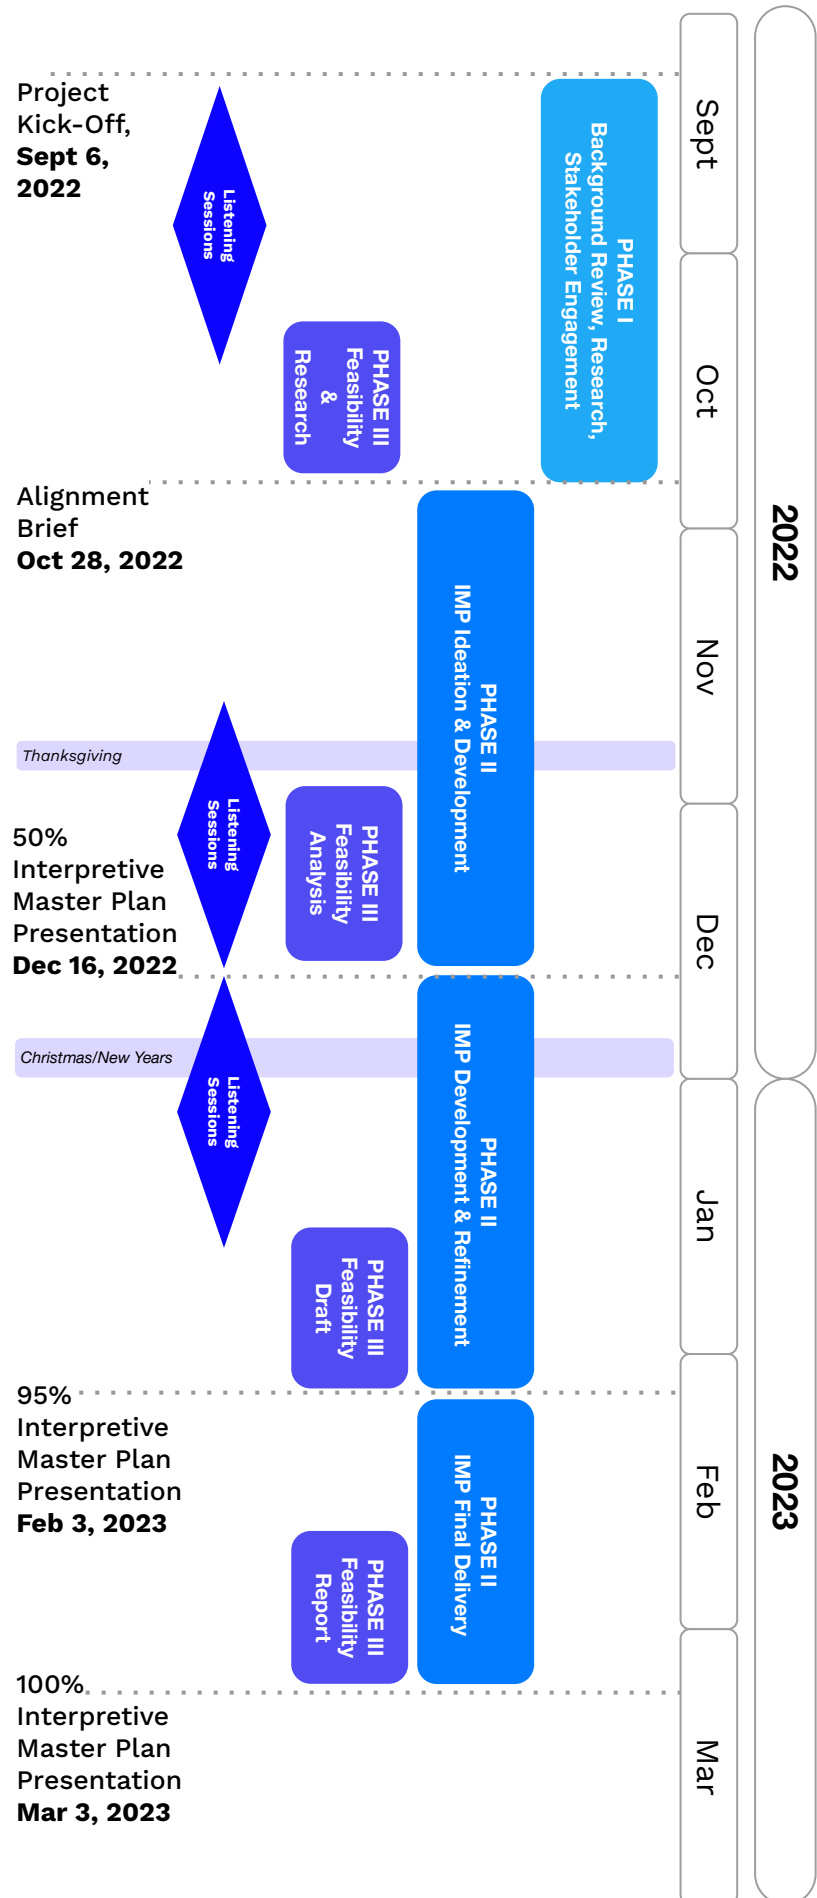 2022
2023
Sept
Oct
Nov
Dec
Jan
Feb
Mar
Project
Kick-Off,
Sept 6,
2022
Listening
Sessions
PHASE I
Background Review, Research,
Stakeholder Engagement
PHASE III
Feasibility
&
Research
Alignment
Brief
Oct 28, 2022
PHASE II
IMP Ideation & Development
Thanksgiving
Listening
Sessions
PHASE III
Feasibility
Analysis
50%
Interpretive
Master Plan
Presentation
Dec 16, 2022
Christmas/New Years
Listening
Sessions
PHASE II
IMP Development & Refinement
PHASE III
Feasibility
Draft
95%
Interpretive
Master Plan
Presentation
Feb 3, 2023
PHASE II
IMP Final Delivery
PHASE III
Feasibility
Report
100%
Interpretive
Master Plan
Presentation
Mar 3, 2023